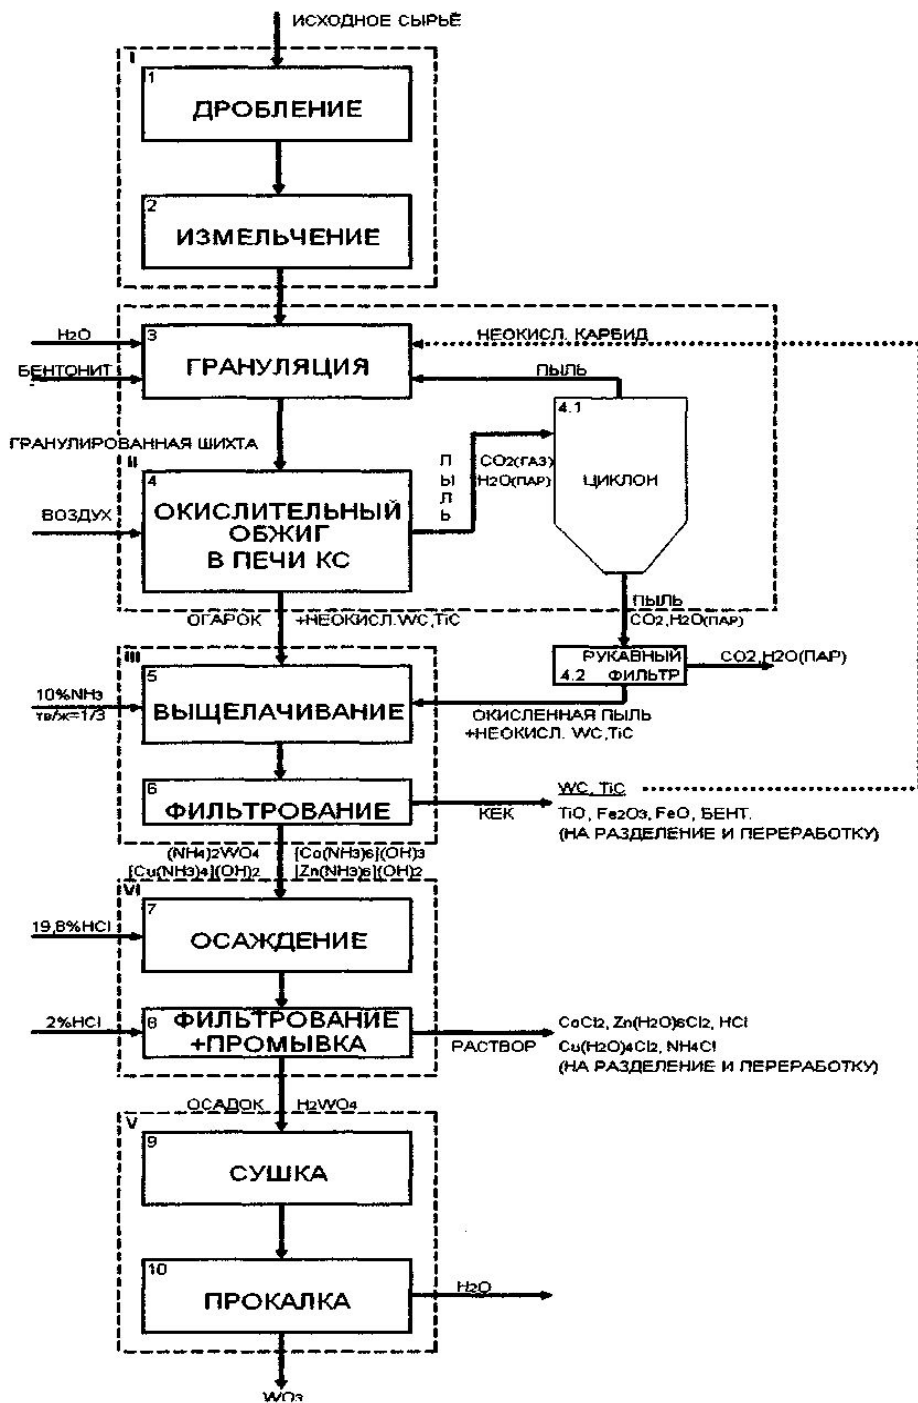 ИСХОДНОЕ СЫРЬЕ
I
1
ДРОБЛЕНИЕ
2
ИЗМЕЛЬЧЕНИЕ
H2O
3
НЕОКИСЛ. КАРБИД
БЕНТОНИТ
ГРАНУЛЯЦИЯ
ПЫЛЬ
4.1
ГРАНУЛИРОВАННАЯ ШИХТА
II
ПЫЛЬ
CO2(ГАЗ)
H2O(ПАР)
ЦИКЛОН
4
ВОЗДУХ
ОКИСЛИТЕЛЬНЫЙ
ОБЖИГ
В ПЕЧИ КС
ПЫЛЬ
CO2,H2O(ПАР)
ОГАРОК +НЕОКИСЛ.WC,TiC
III
РУКАВНЫЙ
4.2 ФИЛЬТР
CO2,H2O(ПАР)
5
10%NH3
тв/ж=1/3
ВЫЩЕЛАЧИВАНИЕ
ОКИСЛЕННАЯ ПЫЛЬ
+НЕОКИСЛ. WC,TiC
6
ФИЛЬТРОВАНИЕ
КЕК
WC, TiC
TiO, Fe2O3, FeO, БЕНТ.
(НА РАЗДЕЛЕНИЕ И ПЕРЕРАБОТКУ)
(NH4)2WO4 [Co(NH3)6](OH)3
[Cu(NH3)4](OH)2 [Zn(NH3)6](OH)2
VI
7
19,8%HCl
ОСАЖДЕНИЕ
8
2%HCl
ФИЛЬТРОВАНИЕ
+ПРОМЫВКА
РАСТВОР
CoCl2, Zn(H2O)6Cl2, HCl
Cu(H2O)4Cl2, NH4Cl
(НА РАЗДЕЛЕНИЕ И ПЕРЕРАБОТКУ)
ОСАДОК H2WO4
V
9
СУШКА
10
ПРОКАЛКА
H2O
WO3